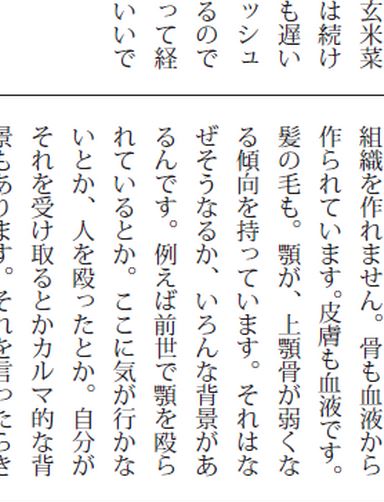 玄米菜
は続け
も遅い
ッシュ
るので
って経
いいで
組織を作れません。骨も血液から
作られています。皮膚も血液です。
髪の毛も。顎が、上顎骨が弱くな
る傾向を持っています。それはな
ぜそうなるか、いろんな背景があ
るんです。例えば前世で顎を殴ら
れているとか。ここに気が行かな
いとか、人を殴ったとか。自分が
それを受け取るとかカルマ的な背
景もあります。それを言ったらき